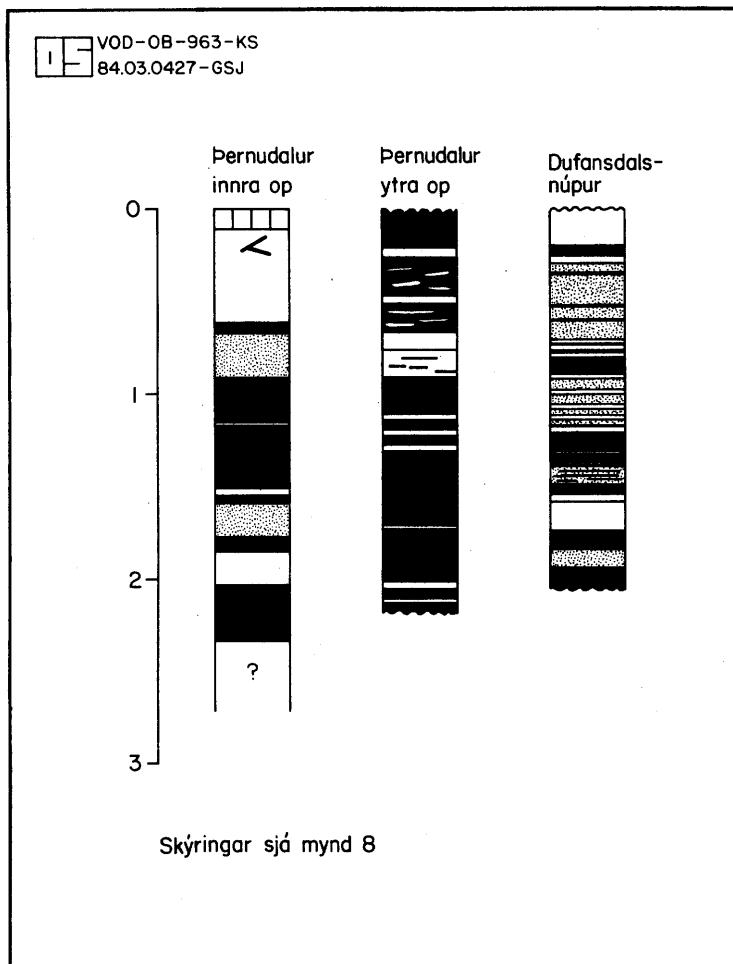 VOD-OB-963-KS
84.03.0427-GSJ
Þernudalur
innra op
Þernudalur
ytra op
Dufansdals-
núpur
0
1
2
3
?
Skýringar sjá mynd 8